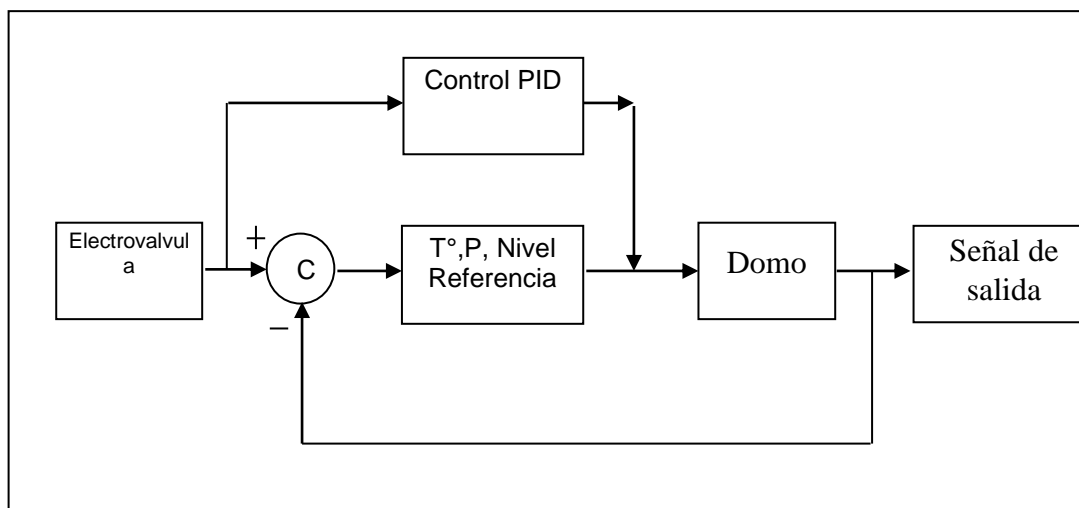 Control PID
Electrovalvul
a
+
C
T°,P, Nivel
Referencia
Domo
Señal de
salida
−